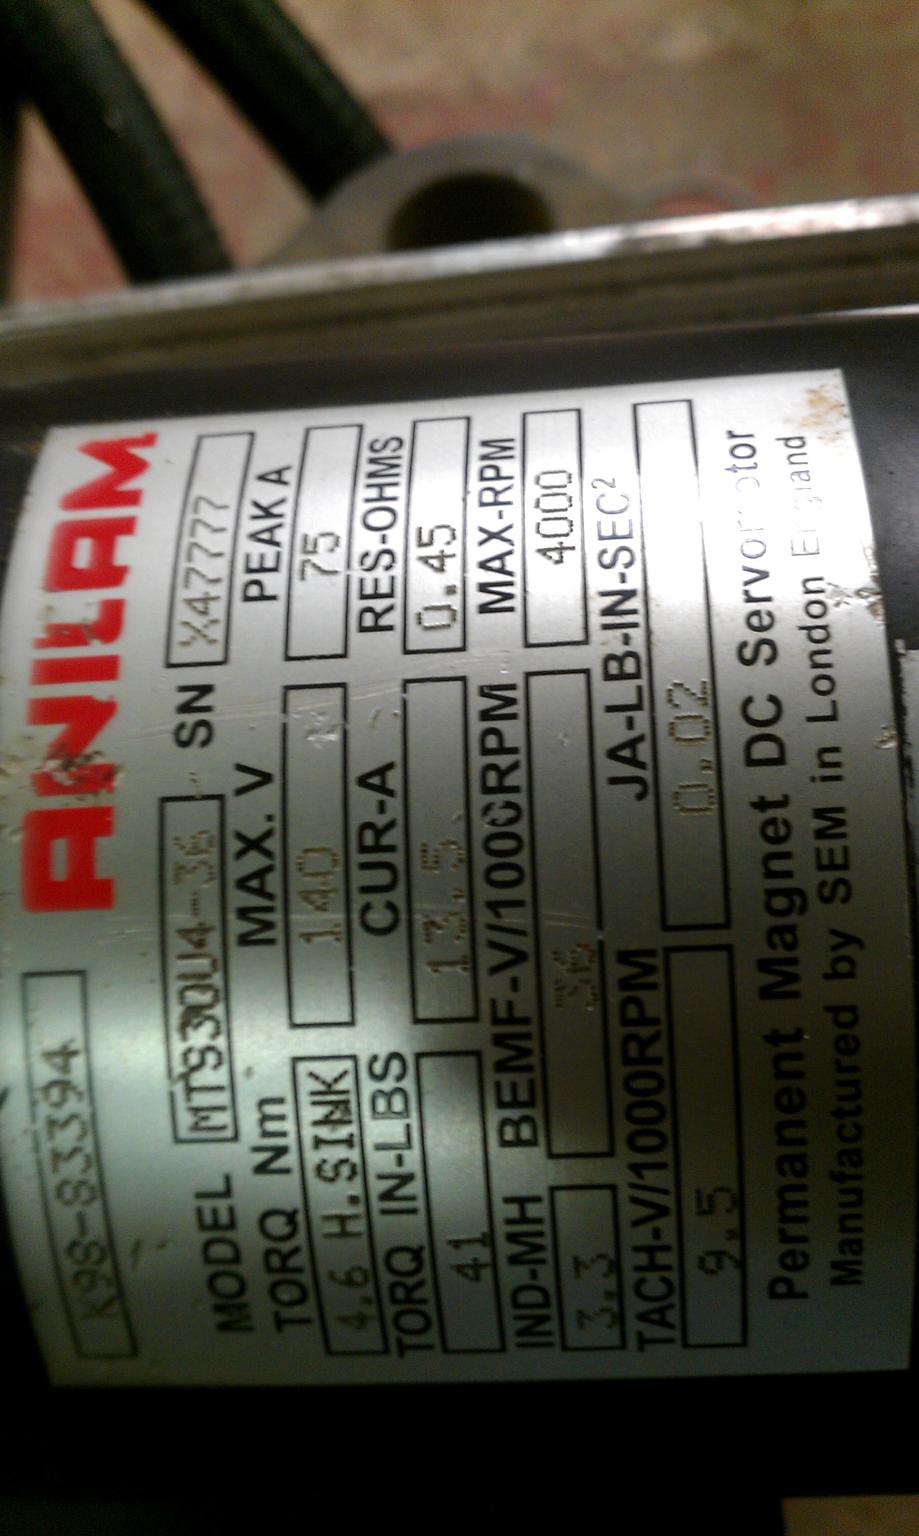 K98-83394 ANILAM
MODEL MTS30U4-36 SN X47777
TORQ Nm MAX. V PEAK A
4.6 H.SINK 140 75
TORQ IN-LBS CUR-A RES-OHMS
41 13.5 0.45
IND-MH BEMF-V/1000RPM MAX-RPM
3.3 36 4000
TACH-V/1000RPM JA-LB-IN-SEC²
9.5 0.02
Permanent Magnet DC Servomotor
Manufactured by SEM in London England